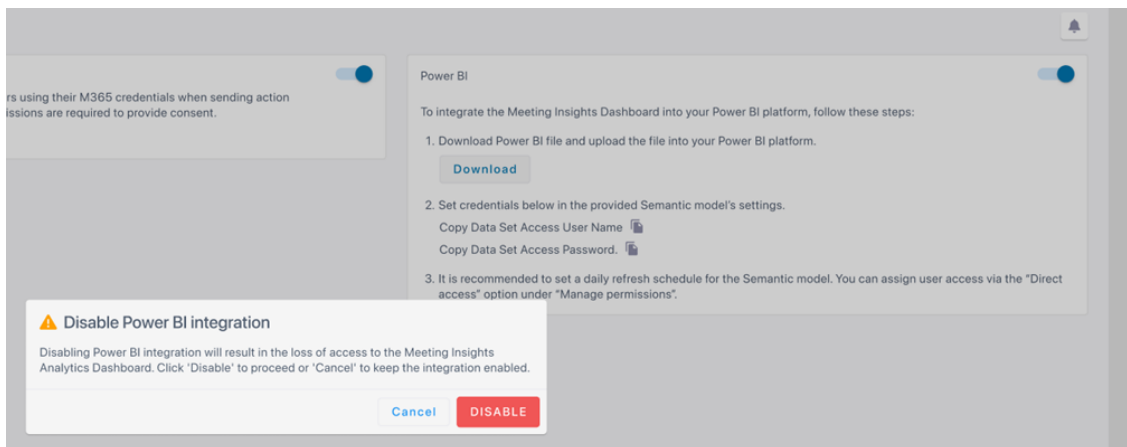 rs using their M365 credentials when sending action
issions are required to provide consent.
Power BI
To integrate the Meeting Insights Dashboard into your Power BI platform, follow these steps:
1. Download Power BI file and upload the file into your Power BI platform.
Download
2. Set credentials below in the provided Semantic model's settings.
Copy Data Set Access User Name
Copy Data Set Access Password.
3. It is recommended to set a daily refresh schedule for the Semantic model. You can assign user access via the “Direct
access” option under “Manage permissions”.
Disable Power BI integration
Disabling Power BI integration will result in the loss of access to the Meeting Insights
Analytics Dashboard. Click 'Disable' to proceed or 'Cancel' to keep the integration enabled.
Cancel
DISABLE